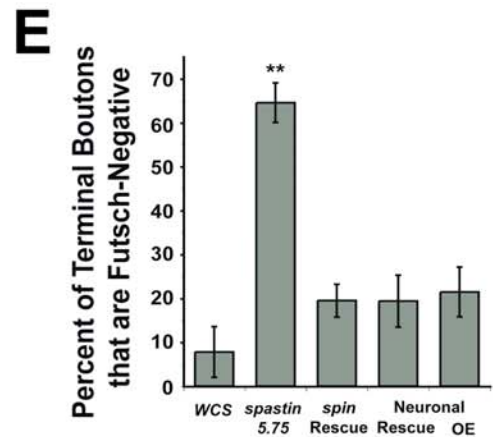 E
Percent of Terminal Boutons
that are Futsch-Negative
70
60
50
40
30
20
10
0
**
WCS
spastin
5.75
spin
Rescue
Neuronal
Rescue OE